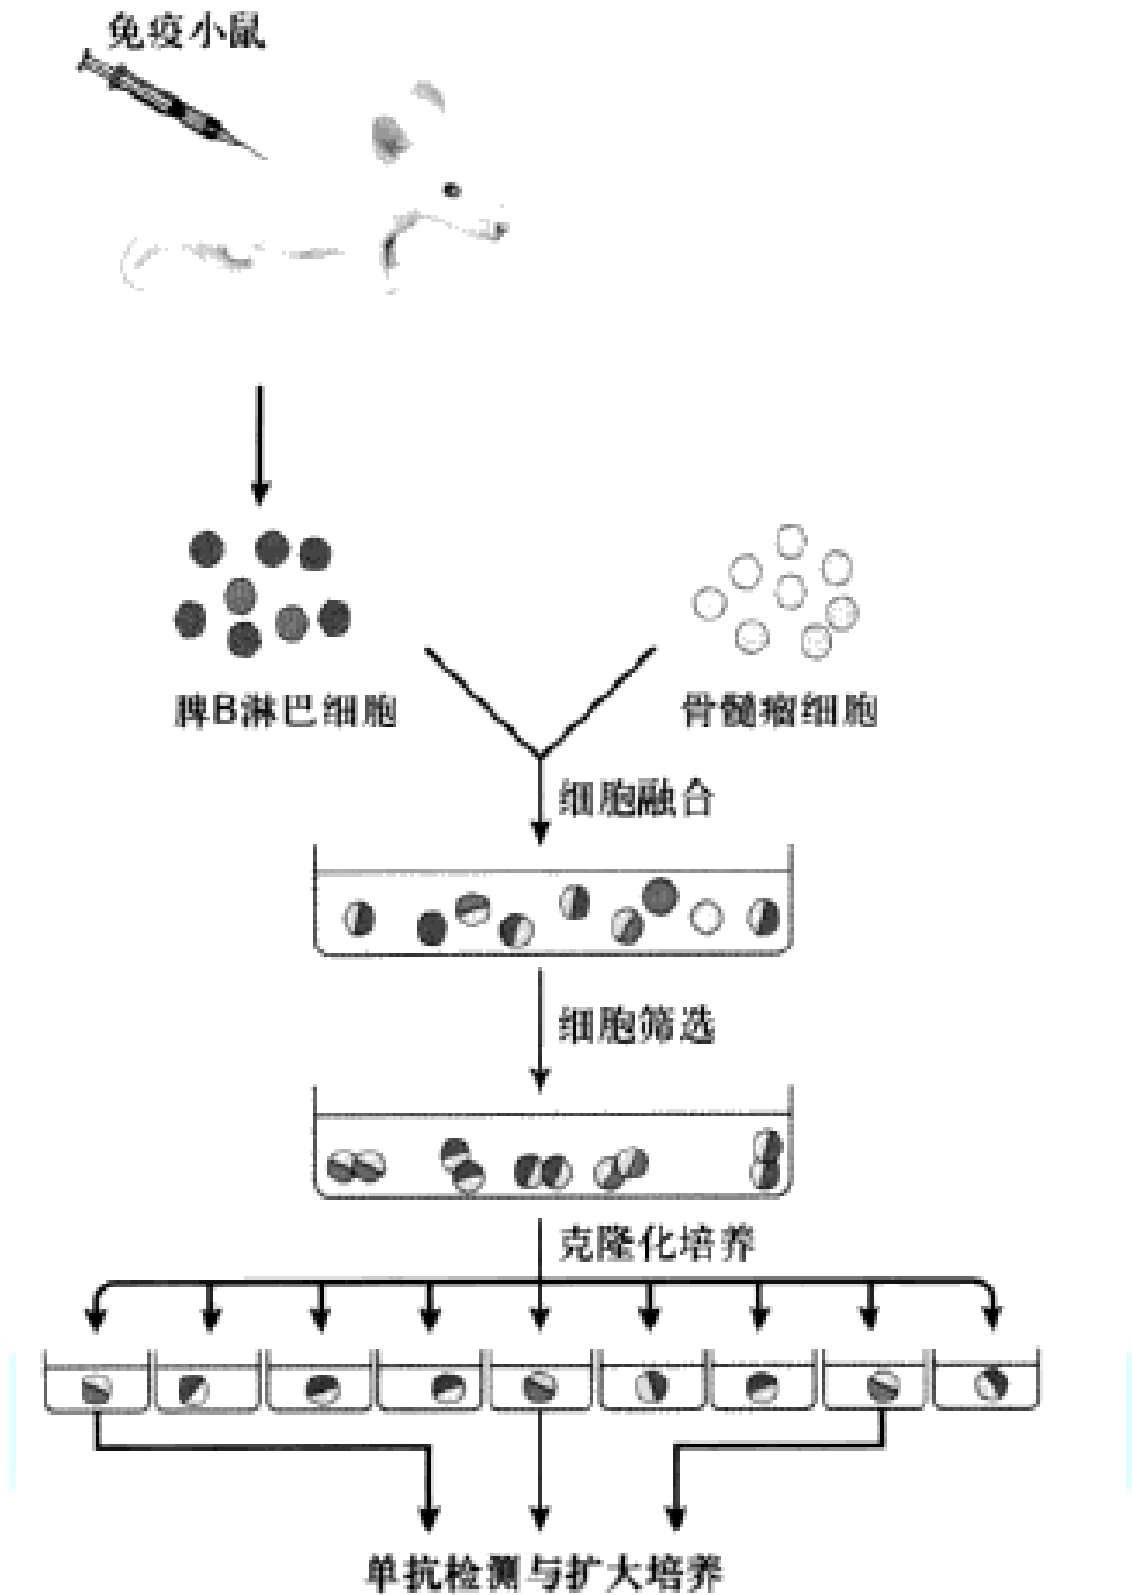 免疫小鼠
脾B淋巴细胞
骨髓瘤细胞
细胞融合
细胞筛选
克隆化培养
单抗检测与扩大培养